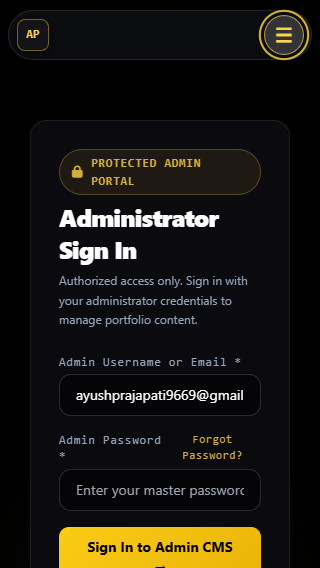 AP
PROTECTED ADMIN
PORTAL
Administrator
Sign In
Authorized access only. Sign in with
your administrator credentials to
manage portfolio content.
Admin Username or Email *
ayushprajapati9669@gmail
Admin Password
*
Forgot
Password?
Enter your master password
Sign In to Admin CMS
→